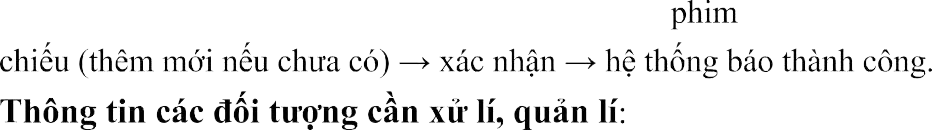 phim
chiếu (thêm mới nếu chưa có) → xác nhận → hệ thống báo thành công.
Thông tin các đối tượng cần xử lí, quản lí: